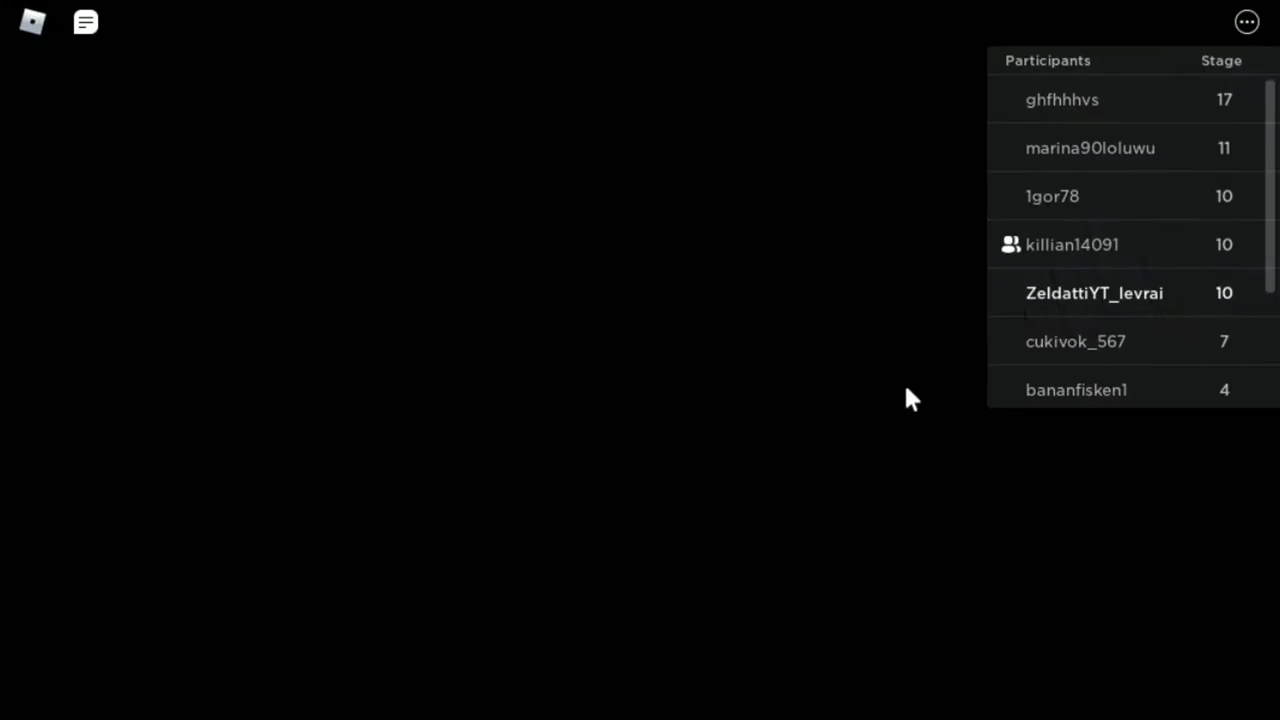 Participants Stage
ghfhhhvs 17
marina90loluwu 11
1gor78 10
killian14091 10
ZeldattiYT_levrai 10
cukivok_567 7
bananfisken1 4